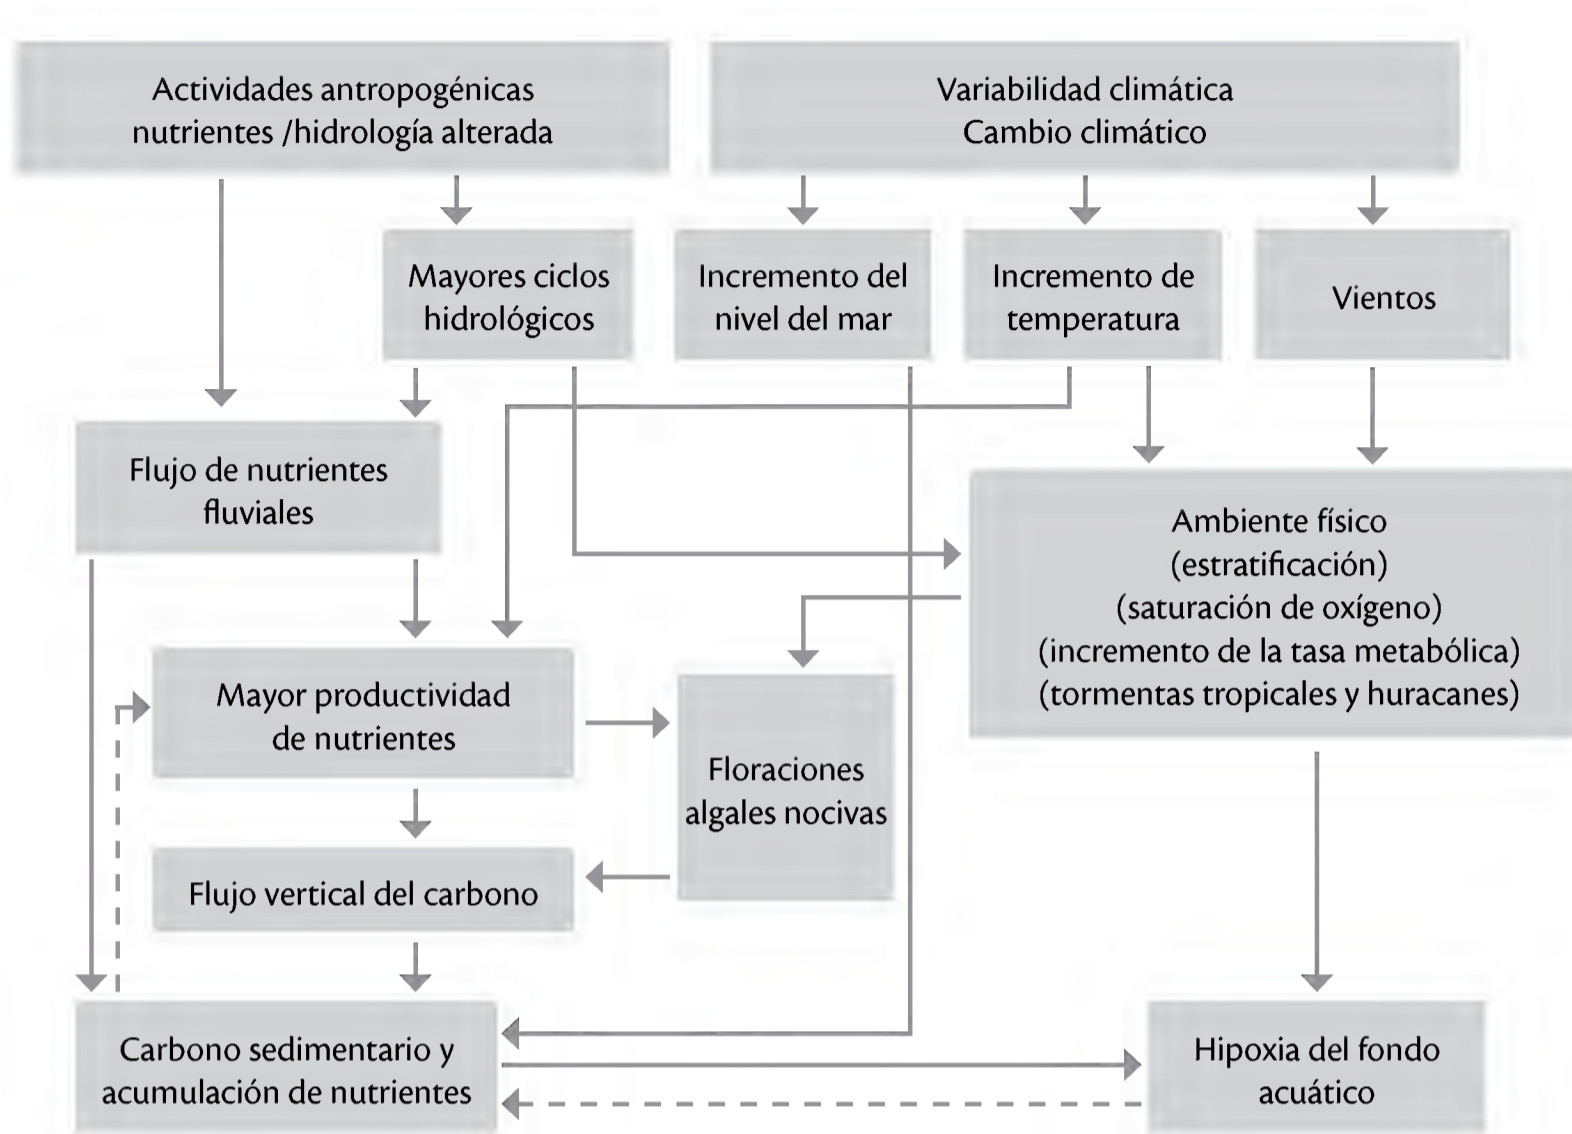 Actividades antropogénicas
nutrientes /hidrología alterada
Variabilidad climática
Cambio climático
Mayores ciclos
hidrológicos
Incremento del
nivel del mar
Incremento de
temperatura
Vientos
Flujo de nutrientes
fluviales
Ambiente físico
(estratificación)
(saturación de oxígeno)
(incremento de la tasa metabólica)
(tormentas tropicales y huracanes)
Mayor productividad
de nutrientes
Floraciones
algales nocivas
Flujo vertical del carbono
Carbono sedimentario y
acumulación de nutrientes
Hipoxia del fondo
acuático